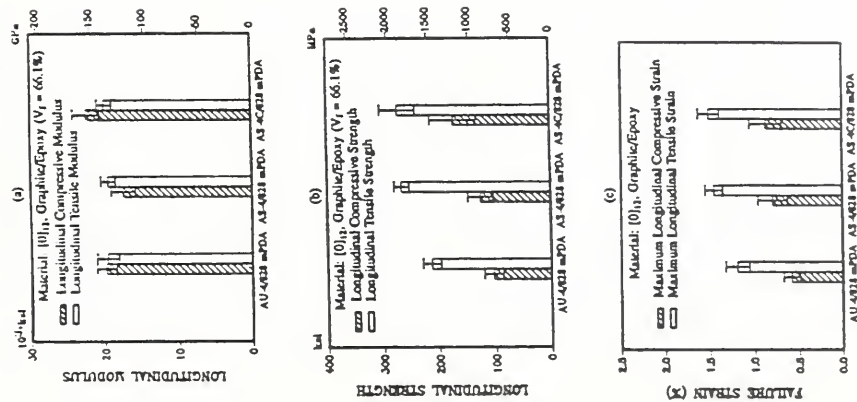 (a)
10⁻³·ksi
GPa
30
20
10
0
-200
-150
-100
-50
0
Material: [0]₁₂, Graphite/Epoxy (V_f = 66.1%)
Longitudinal Compressive Modulus
Longitudinal Tensile Modulus
LONGITUDINAL MODULUS
AU-4/828 mPDA AS-4/828 mPDA AS-4C/828 mPDA
(b)
ksi
MPa
400
300
200
100
0
-2500
-2000
-1500
-1000
-500
0
Material: [0]₁₂, Graphite/Epoxy (V_f = 66.1%)
Longitudinal Compressive Strength
Longitudinal Tensile Strength
LONGITUDINAL STRENGTH
AU-4/828 mPDA AS-4/828 mPDA AS-4C/828 mPDA
(c)
2.5
2.0
1.5
1.0
0.5
0.0
Material: [0]₁₂, Graphite/Epoxy
Maximum Longitudinal Compressive Strain
Maximum Longitudinal Tensile Strain
FAILURE STRAIN (%)
AU-4/828 mPDA AS-4/828 mPDA AS-4C/828 mPDA